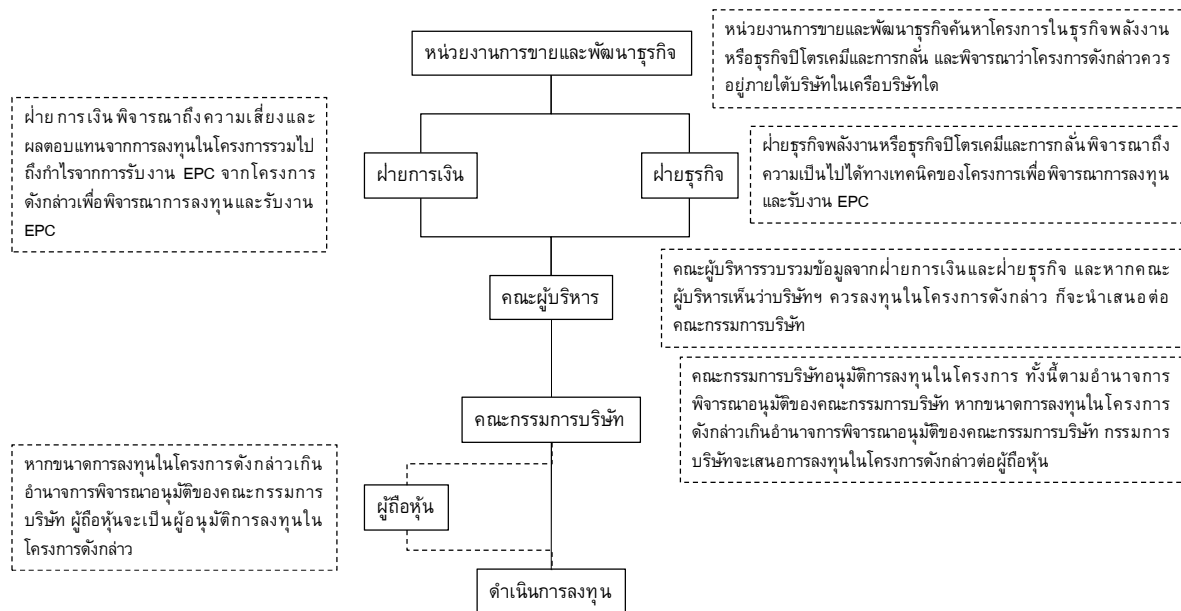 หน่วยงานการขายและพัฒนาธุรกิจ
หน่วยงานการขายและพัฒนาธุรกิจค้นหาโครงการในธุรกิจพลังงาน
หรือธุรกิจปิโตรเคมีและการกลั่น และพิจารณาว่าโครงการดังกล่าวควร
อยู่ภายใต้บริษัทในเครือบริษัทใด
ฝ่ายการเงินพิจารณาถึงความเสี่ยงและ
ผลตอบแทนจากการลงทุนในโครงการรวมไป
ถึงกำไรจากการรับงาน EPC จากโครงการ
ดังกล่าวเพื่อพิจารณาการลงทุนและรับงาน
EPC
ฝ่ายการเงิน
ฝ่ายธุรกิจ
ฝ่ายธุรกิจพลังงานหรือธุรกิจปิโตรเคมีและการกลั่นพิจารณาถึง
ความเป็นไปได้ทางเทคนิคของโครงการเพื่อพิจารณาการลงทุน
และรับงาน EPC
คณะผู้บริหาร
คณะผู้บริหารรวบรวมข้อมูลจากฝ่ายการเงินและฝ่ายธุรกิจ และหากคณะ
ผู้บริหารเห็นว่าบริษัทฯ ควรลงทุนในโครงการดังกล่าว ก็จะนำเสนอต่อ
คณะกรรมการบริษัท
คณะกรรมการบริษัท
คณะกรรมการบริษัทอนุมัติการลงทุนในโครงการ ทั้งนี้ตามอำนาจการ
พิจารณาอนุมัติของคณะกรรมการบริษัท หากขนาดการลงทุนในโครงการ
ดังกล่าวเกินอำนาจการพิจารณาอนุมัติของคณะกรรมการบริษัท กรรมการ
บริษัทจะเสนอการลงทุนในโครงการดังกล่าวต่อผู้ถือหุ้น
หากขนาดการลงทุนในโครงการดังกล่าวเกิน
อำนาจการพิจารณาอนุมัติของคณะกรรมการ
บริษัท ผู้ถือหุ้นจะเป็นผู้อนุมัติการลงทุนใน
โครงการดังกล่าว
ผู้ถือหุ้น
ดำเนินการลงทุน